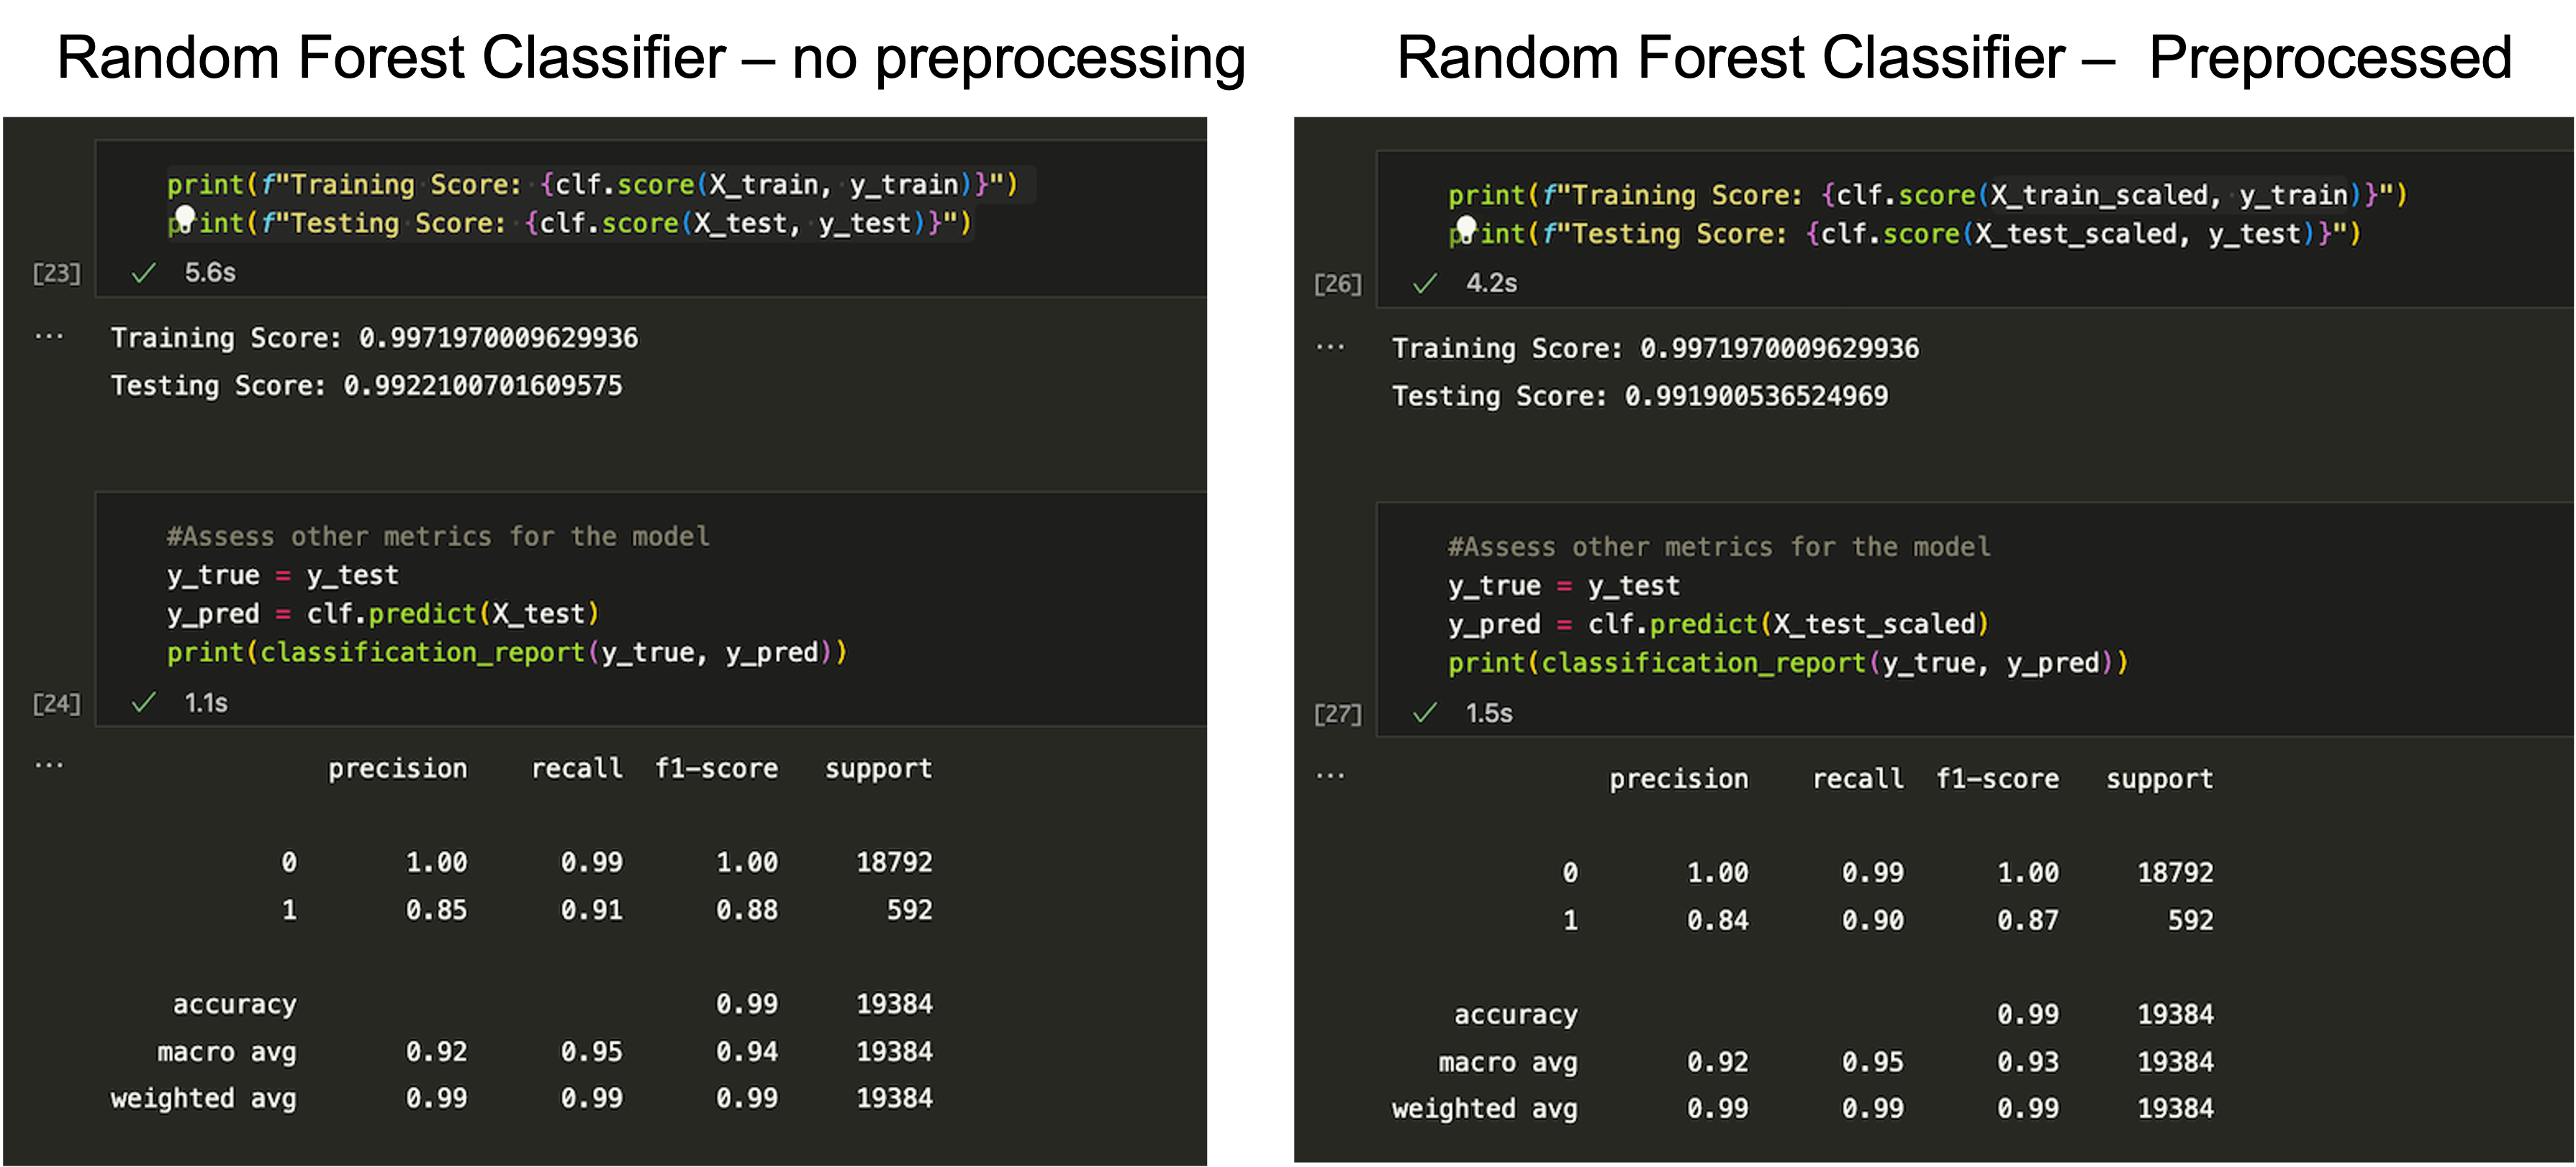 Random Forest Classifier – no preprocessing
print(f"Training Score: {clf.score(X_train, y_train)}")
print(f"Testing Score: {clf.score(X_test, y_test)}")
[23] ✓ 5.6s
... Training Score: 0.9971970009629936
Testing Score: 0.9922100701609575
#Assess other metrics for the model
y_true = y_test
y_pred = clf.predict(X_test)
print(classification_report(y_true, y_pred))
[24] ✓ 1.1s
... precision recall f1-score support
0 1.00 0.99 1.00 18792
1 0.85 0.91 0.88 592
accuracy 0.99 19384
macro avg 0.92 0.95 0.94 19384
weighted avg 0.99 0.99 0.99 19384
Random Forest Classifier – Preprocessed
print(f"Training Score: {clf.score(X_train_scaled, y_train)}")
print(f"Testing Score: {clf.score(X_test_scaled, y_test)}")
[26] ✓ 4.2s
... Training Score: 0.9971970009629936
Testing Score: 0.991900536524969
#Assess other metrics for the model
y_true = y_test
y_pred = clf.predict(X_test_scaled)
print(classification_report(y_true, y_pred))
[27] ✓ 1.5s
... precision recall f1-score support
0 1.00 0.99 1.00 18792
1 0.84 0.90 0.87 592
accuracy 0.99 19384
macro avg 0.92 0.95 0.93 19384
weighted avg 0.99 0.99 0.99 19384